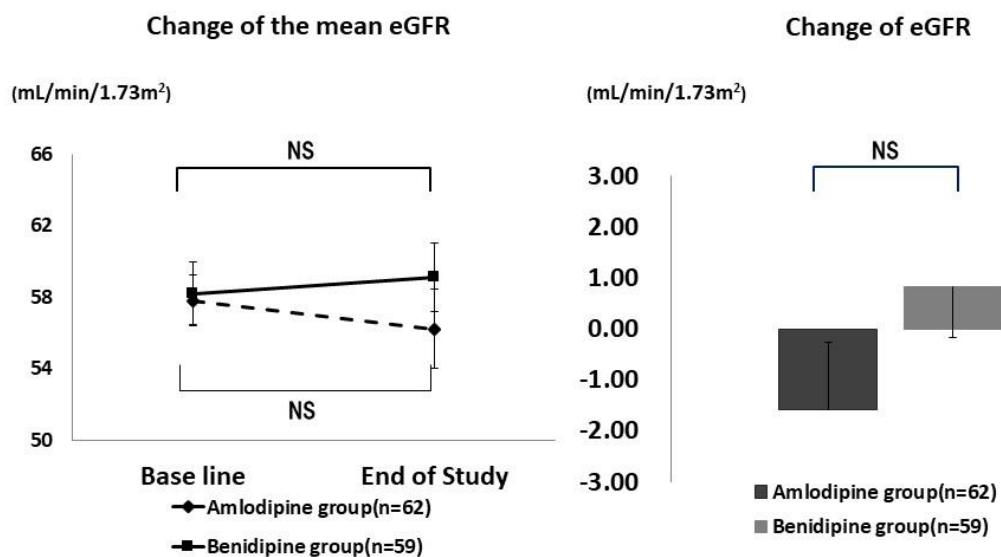 Change of the mean eGFR
(mL/min/1.73m²)
66
62
58
54
50
NS
NS
Base line
End of Study
Amlodipine group(n=62)
Benidipine group(n=59)
Change of eGFR
(mL/min/1.73m²)
3.00
2.00
1.00
0.00
-1.00
-2.00
-3.00
NS
Amlodipine group(n=62)
Benidipine group(n=59)